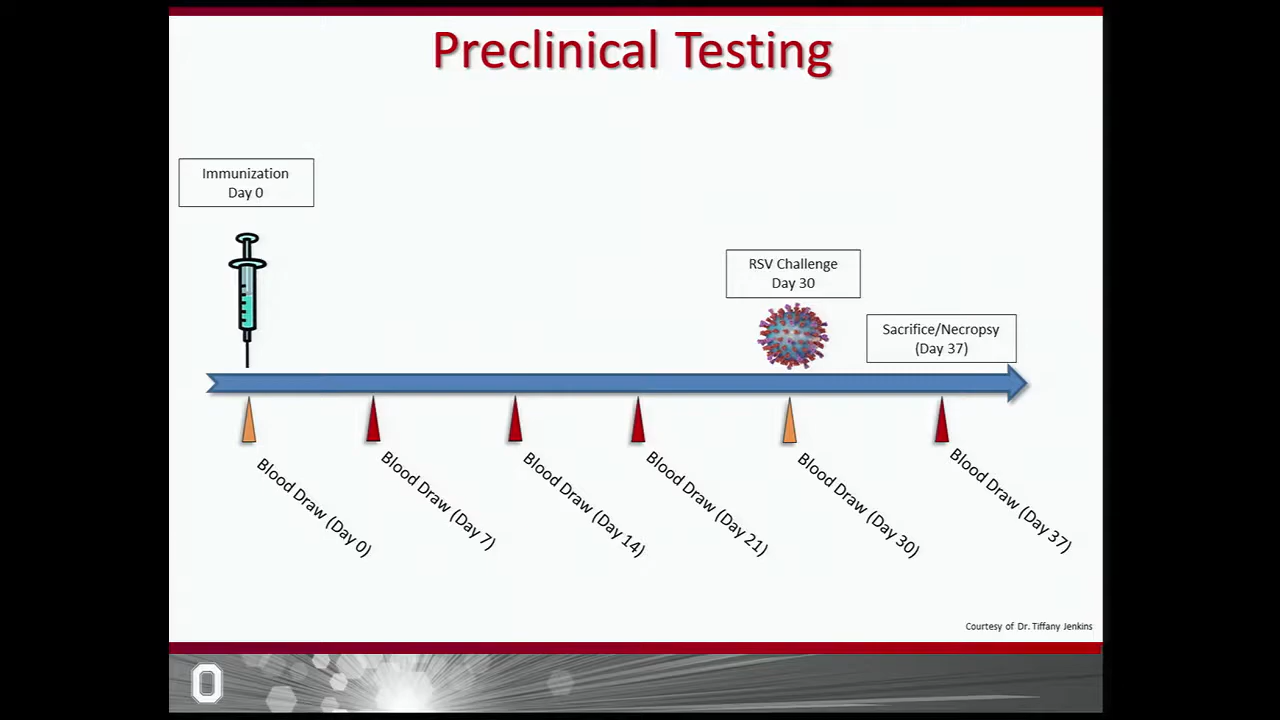 Preclinical Testing
Immunization
Day 0
RSV Challenge
Day 30
Sacrifice/Necropsy
(Day 37)
Blood Draw (Day 0)
Blood Draw (Day 7)
Blood Draw (Day 14)
Blood Draw (Day 21)
Blood Draw (Day 30)
Blood Draw (Day 37)
Courtesy of Dr. Tiffany Jenkins
O